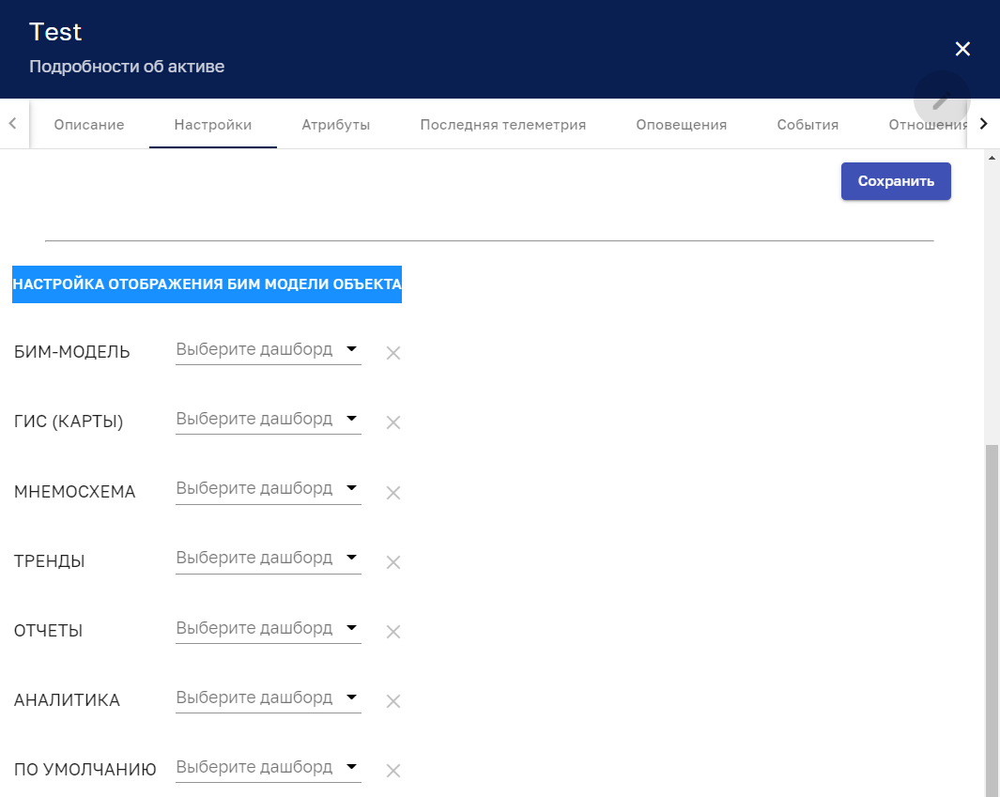 Test
Подробности об активе
Описание Настройки Атрибуты Последняя телеметрия Оповещения События Отношения
Сохранить
НАСТРОЙКА ОТОБРАЖЕНИЯ БИМ МОДЕЛИ ОБЪЕКТА
БИМ-МОДЕЛЬ Выберите дашборд
ГИС (КАРТЫ) Выберите дашборд
МНЕМОСХЕМА Выберите дашборд
ТРЕНДЫ Выберите дашборд
ОТЧЕТЫ Выберите дашборд
АНАЛИТИКА Выберите дашборд
ПО УМОЛЧАНИЮ Выберите дашборд